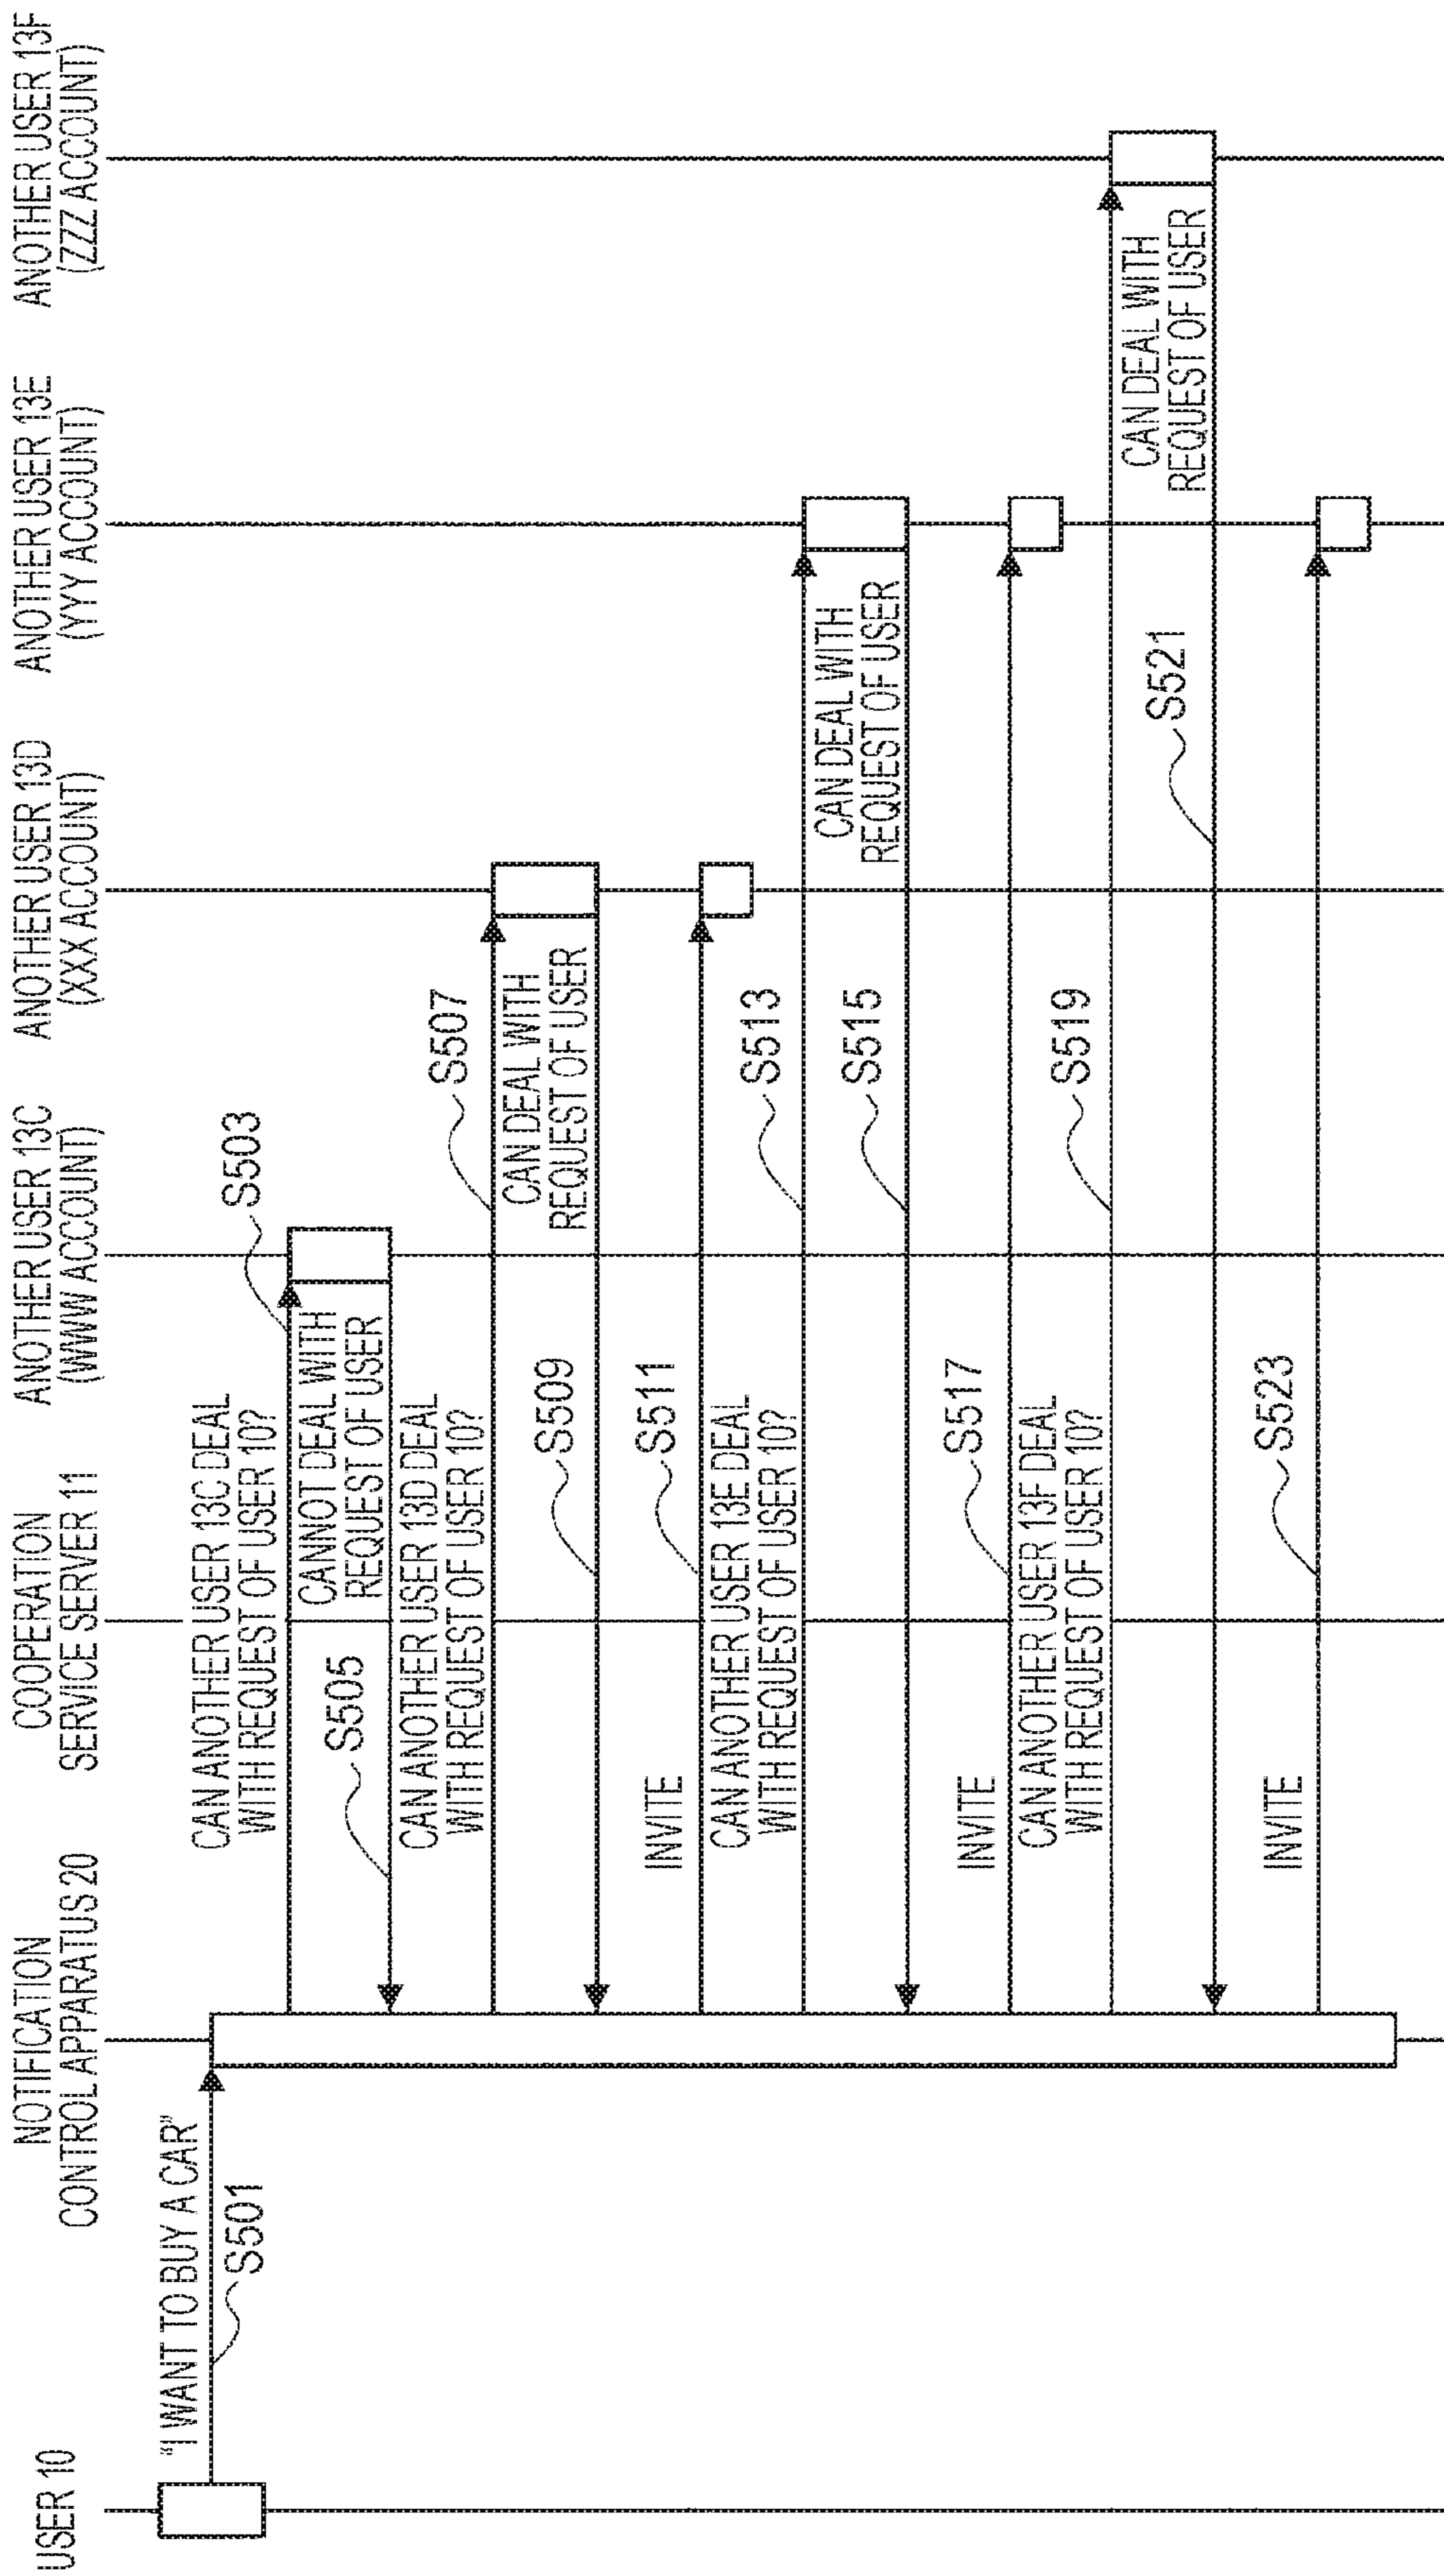 USER 10
NOTIFICATION
CONTROL APPARATUS 20
COOPERATION
SERVICE SERVER 11
ANOTHER USER 13C
(WWW ACCOUNT)
ANOTHER USER 13D
(XXX ACCOUNT)
ANOTHER USER 13E
(YYY ACCOUNT)
ANOTHER USER 13F
(ZZZ ACCOUNT)
"I WANT TO BUY A CAR"
S501
CAN ANOTHER USER 13C DEAL
WITH REQUEST OF USER 10?
S503
CANNOT DEAL WITH
REQUEST OF USER
S505
CAN ANOTHER USER 13D DEAL
WITH REQUEST OF USER 10?
S507
CAN DEAL WITH
REQUEST OF USER
S509
INVITE
S511
CAN ANOTHER USER 13E DEAL
WITH REQUEST OF USER 10?
S513
CAN DEAL WITH
REQUEST OF USER
S515
INVITE
S517
CAN ANOTHER USER 13F DEAL
WITH REQUEST OF USER 10?
S519
CAN DEAL WITH
REQUEST OF USER
S521
INVITE
S523